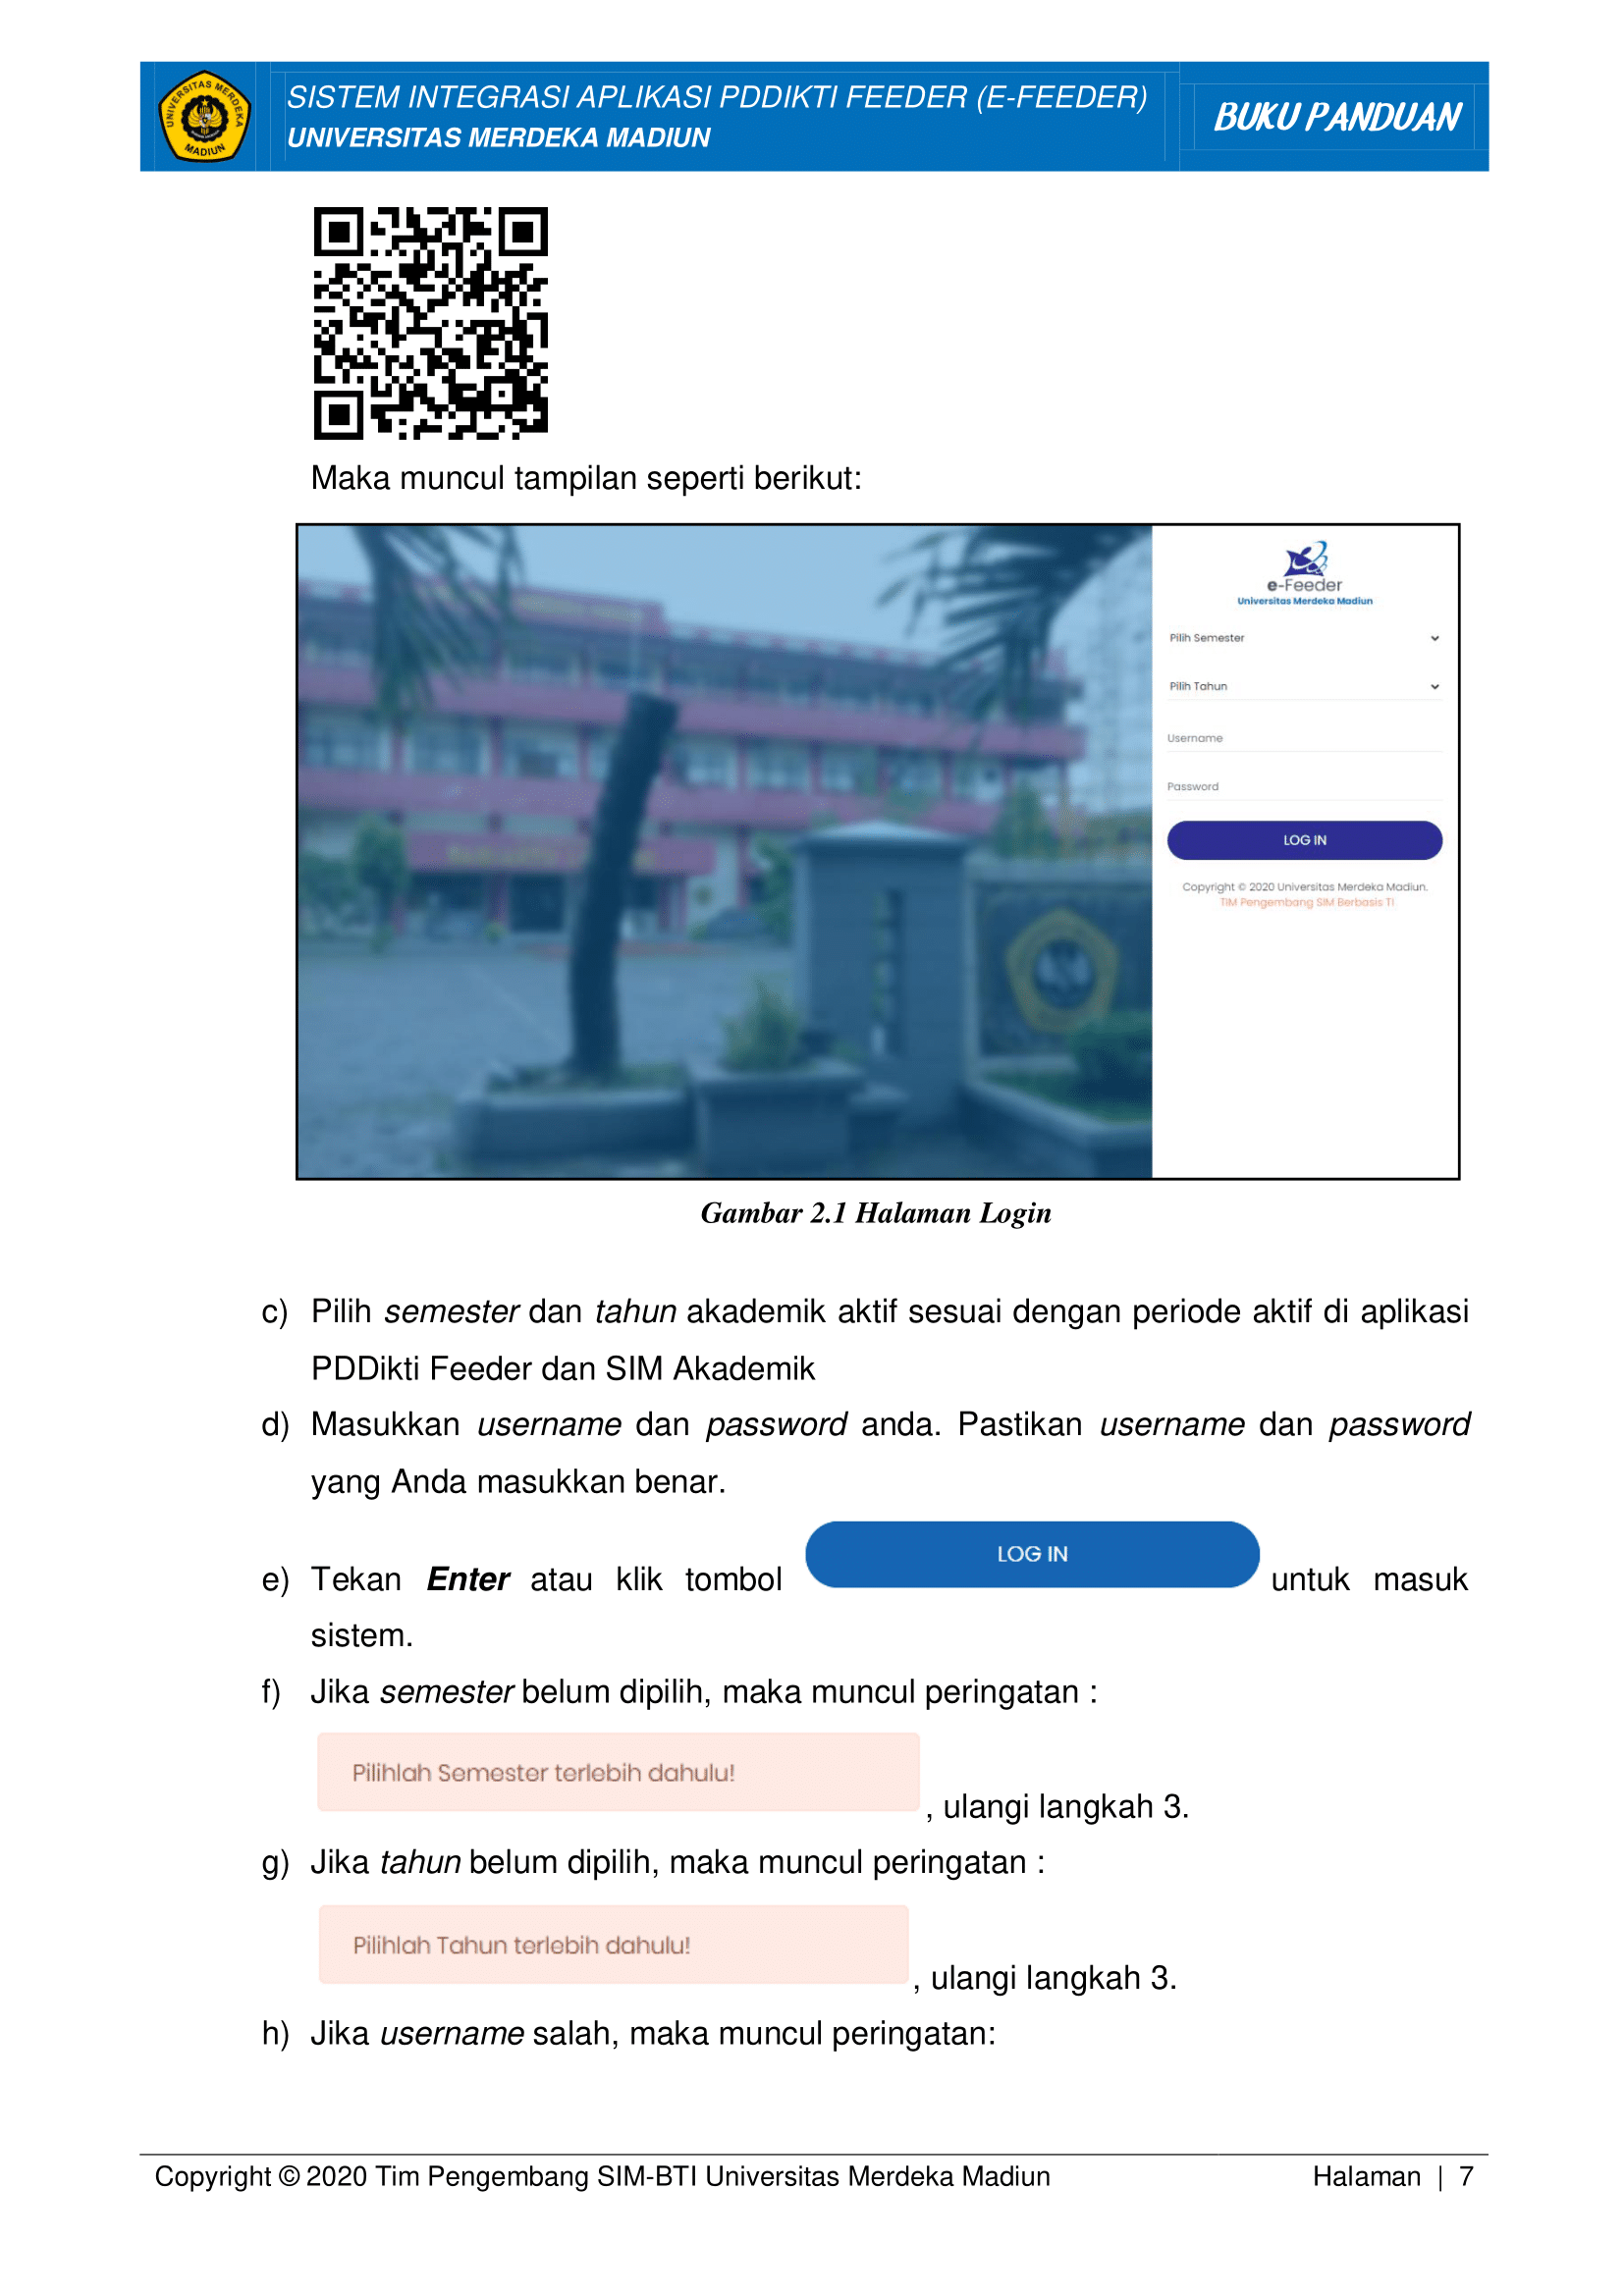 UNIVERSITAS MERDEKA
MADIUN
SISTEM INTEGRASI APLIKASI PDDIKTI FEEDER (E-FEEDER)
UNIVERSITAS MERDEKA MADIUN
BUKU PANDUAN
Maka muncul tampilan seperti berikut:
e-Feeder
Universitas Merdeka Madiun
Pilih Semester
Pilih Tahun
Username
Password
LOG IN
Copyright © 2020 Universitas Merdeka Madiun.
TIM Pengembang SIM Berbasis TI
Gambar 2.1 Halaman Login
c) Pilih semester dan tahun akademik aktif sesuai dengan periode aktif di aplikasi
PDDikti Feeder dan SIM Akademik
d) Masukkan username dan password anda. Pastikan username dan password
yang Anda masukkan benar.
e) Tekan Enter atau klik tombol LOG IN untuk masuk
sistem.
f) Jika semester belum dipilih, maka muncul peringatan :
Pilihlah Semester terlebih dahulu! , ulangi langkah 3.
g) Jika tahun belum dipilih, maka muncul peringatan :
Pilihlah Tahun terlebih dahulu! , ulangi langkah 3.
h) Jika username salah, maka muncul peringatan:
Copyright © 2020 Tim Pengembang SIM-BTI Universitas Merdeka Madiun
Halaman | 7